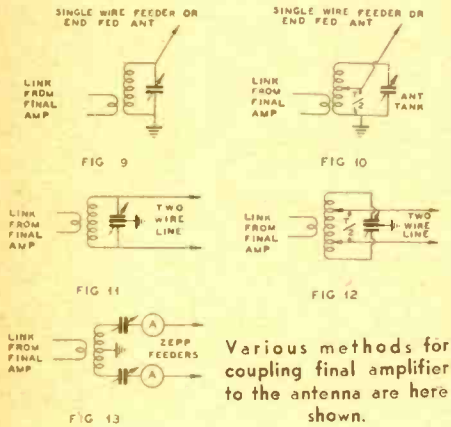 SINGLE WIRE FEEDER OR
END FED ANT
LINK
FROM
FINAL
AMP
FIG 9
SINGLE WIRE FEEDER OR
END FED ANT
LINK
FROM
FINAL
AMP
T/2
ANT
TANK
FIG 10
LINK
FROM
FINAL
AMP
TWO
WIRE
LINE
FIG 11
LINK
FROM
FINAL
AMP
T/2
TWO
WIRE
LINE
FIG 12
LINK
FROM
FINAL
AMP
A
A
ZEPP
FEEDERS
FIG 13
Various methods for
coupling final amplifier
to the antenna are here
shown.